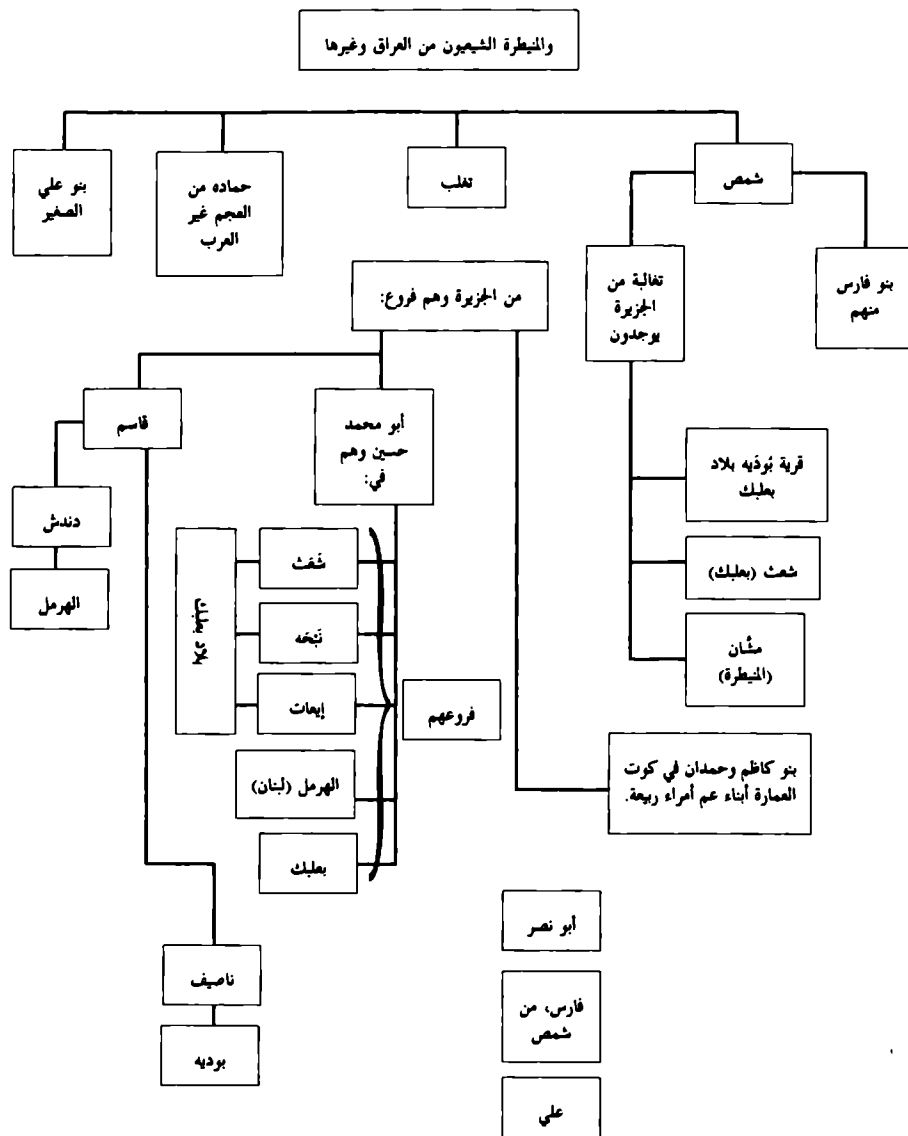 والمنيطرة الشيعيون من العراق وغيرها
شمص
تغلب
حماده من
العجم غير
العرب
بنو علي
الصغير
بنو فارس
منهم
تغالبة من
الجزيرة
يوجدون
من الجزيرة وهم فروع:
أبو محمد
حسين وهم
في:
قاسم
قرية بُودَيه بلاد
بعلبك
شعث (بعلبك)
مشّان
(المنيطرة)
دندش
الهرمل
شَعَث
نَبْحَه
إيعات
بلاد بعلبك
فروعهم
الهرمل (لبنان)
بعلبك
بنو كاظم وحمدان في كوت
العمارة أبناء عم أمراء ربيعة.
أبو نصر
ناصيف
فارس، من
شمص
بوديه
علي